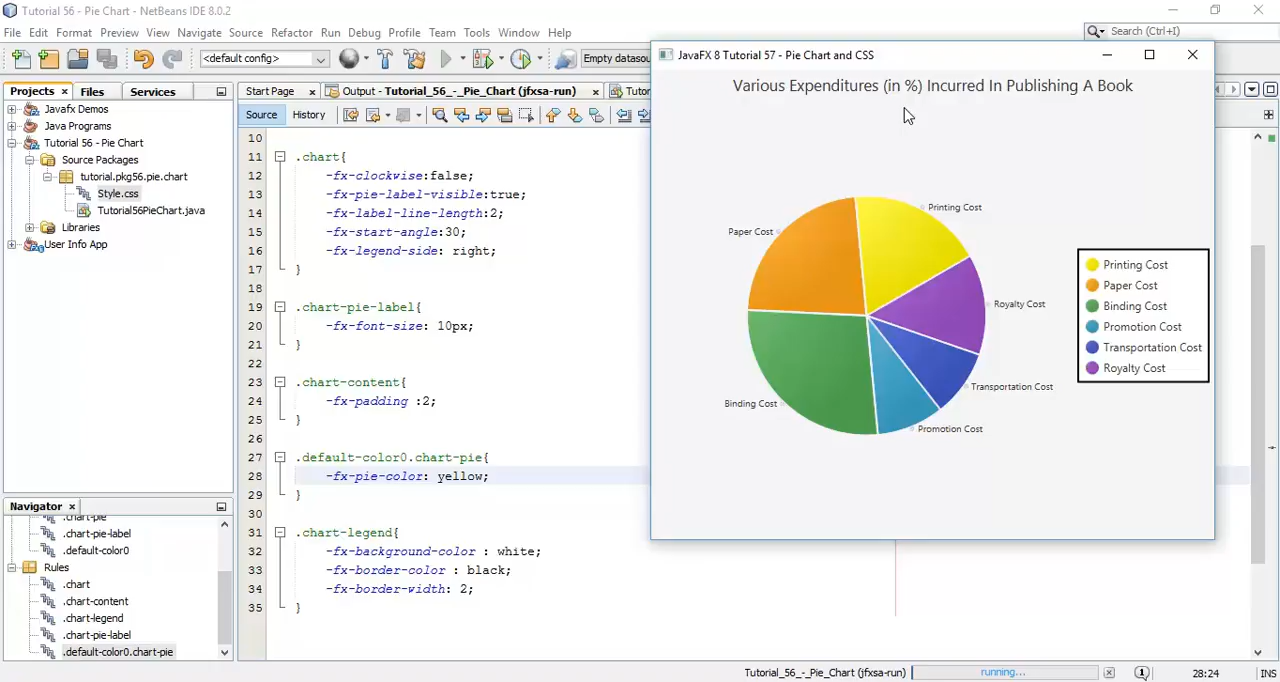 Tutorial 56 - Pie Chart - NetBeans IDE 8.0.2
File Edit Format Preview View Navigate Source Refactor Run Debug Profile Team Tools Window Help
Search (Ctrl+I)
<default config>
Empty datasou
Projects Files Services
Javafx Demos
Java Programs
Tutorial 56 - Pie Chart
Source Packages
tutorial.pkg56.pie.chart
Style.css
Tutorial56PieChart.java
Libraries
User Info App
Navigator
.chart-pie
.chart-pie-label
.default-color0
Rules
.chart
.chart-content
.chart-legend
.chart-pie-label
.default-color0.chart-pie
Start Page Output - Tutorial_56_-_Pie_Chart (jfxsa-run) Tutor
Source History
10
11 .chart{
12 -fx-clockwise:false;
13 -fx-pie-label-visible:true;
14 -fx-label-line-length:2;
15 -fx-start-angle:30;
16 -fx-legend-side: right;
17 }
18
19 .chart-pie-label{
20 -fx-font-size: 10px;
21 }
22
23 .chart-content{
24 -fx-padding :2;
25 }
26
27 .default-color0.chart-pie{
28 -fx-pie-color: yellow;
29 }
30
31 .chart-legend{
32 -fx-background-color : white;
33 -fx-border-color : black;
34 -fx-border-width: 2;
35 }
JavaFX 8 Tutorial 57 - Pie Chart and CSS
Various Expenditures (in %) Incurred In Publishing A Book
Printing Cost
Paper Cost
Royalty Cost
Transportation Cost
Binding Cost
Promotion Cost
Printing Cost
Paper Cost
Binding Cost
Promotion Cost
Transportation Cost
Royalty Cost
Tutorial_56_-_Pie_Chart (jfxsa-run) running... 1 28:24 INS